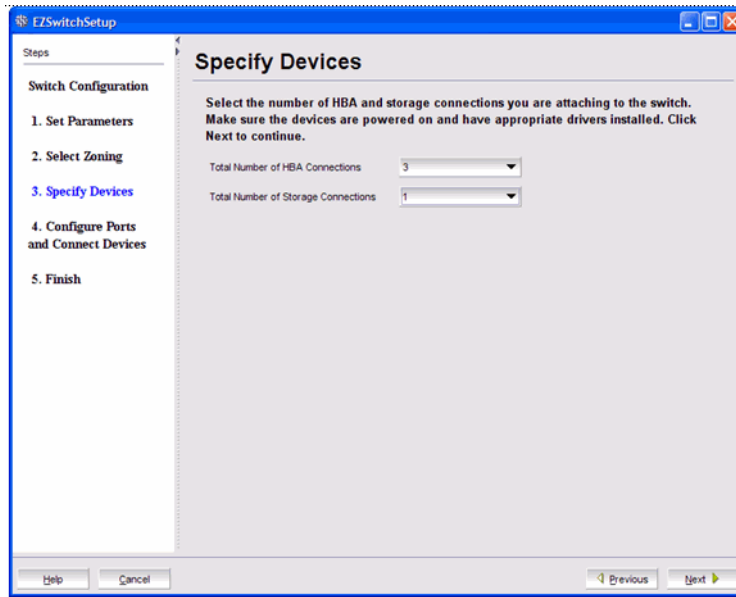 EZSwitchSetup
Steps
Switch Configuration
1. Set Parameters
2. Select Zoning
3. Specify Devices
4. Configure Ports
and Connect Devices
5. Finish
Specify Devices
Select the number of HBA and storage connections you are attaching to the switch.
Make sure the devices are powered on and have appropriate drivers installed. Click
Next to continue.
Total Number of HBA Connections 3
Total Number of Storage Connections 1
Help Cancel Previous Next